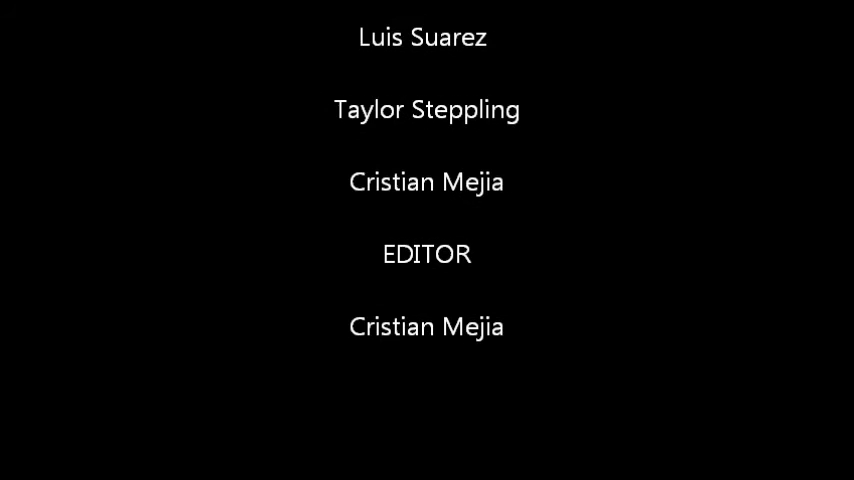 Luis Suarez
Taylor Steppling
Cristian Mejia
EDITOR
Cristian Mejia